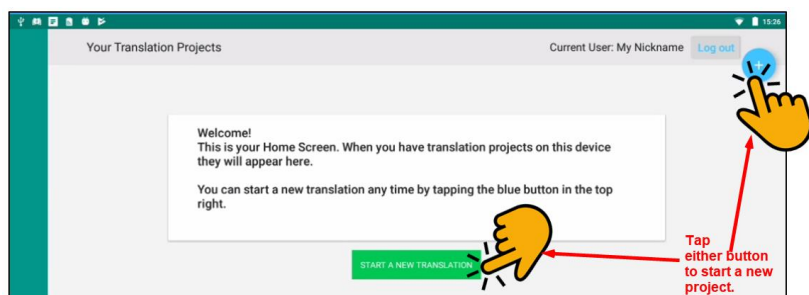 15:26
Your Translation Projects
Current User: My Nickname
Log out
+
Welcome!
This is your Home Screen. When you have translation projects on this device
they will appear here.
You can start a new translation any time by tapping the blue button in the top
right.
START A NEW TRANSLATION
Tap
either button
to start a new
project.